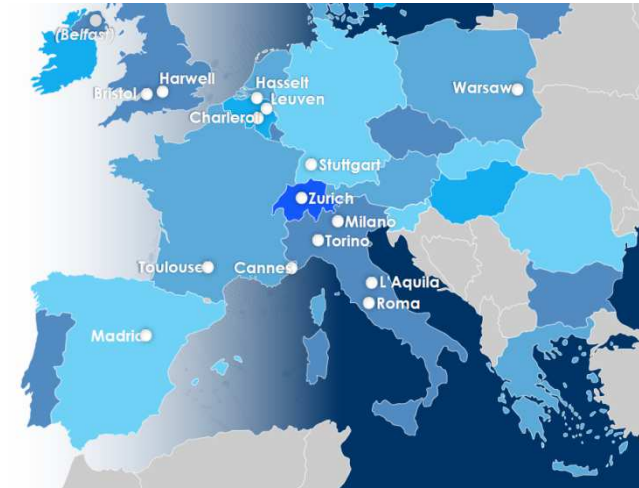 (Belfast)
Harwell
Bristol
Hasselt
Leuven
Charleroi
Warsaw
Stuttgart
Zurich
Milano
Torino
Toulouse
Cannes
L'Aquila
Roma
Madrid